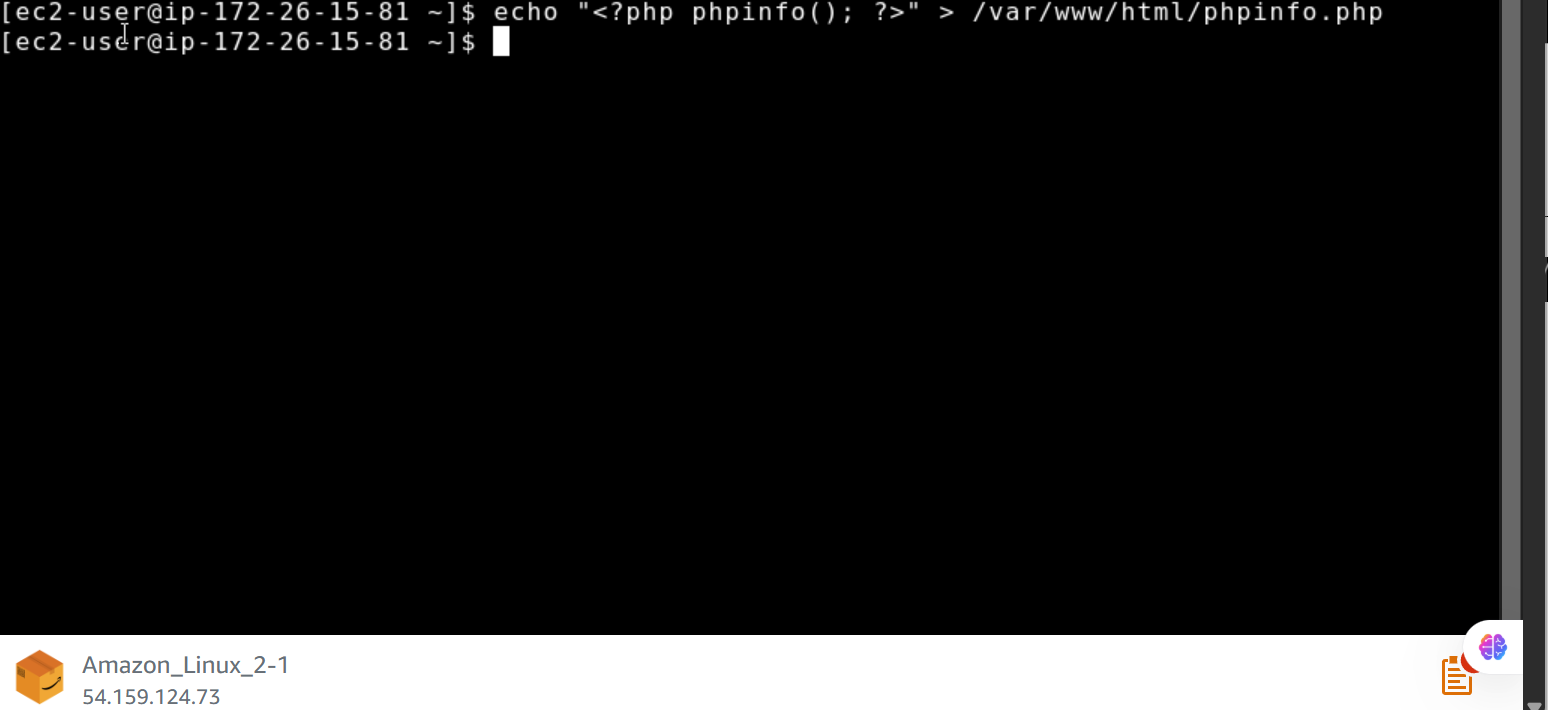 [ec2-user@ip-172-26-15-81 ~]$ echo "<?php phpinfo(); ?>" > /var/www/html/phpinfo.php
[ec2-user@ip-172-26-15-81 ~]$
Amazon_Linux_2-1
54.159.124.73